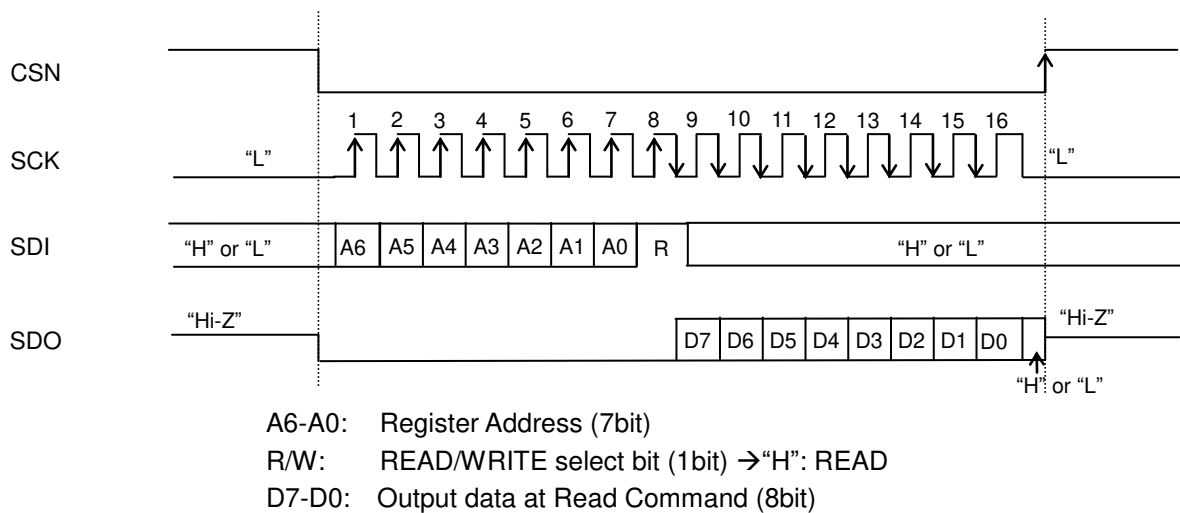 CSN
1 2 3 4 5 6 7 8 9 10 11 12 13 14 15 16
SCK “L” “L”
SDI “H” or “L” A6 A5 A4 A3 A2 A1 A0 R “H” or “L”
“Hi-Z” “Hi-Z”
SDO D7 D6 D5 D4 D3 D2 D1 D0
“H” or “L”
A6-A0: Register Address (7bit)
R/W: READ/WRITE select bit (1bit) →“H”: READ
D7-D0: Output data at Read Command (8bit)